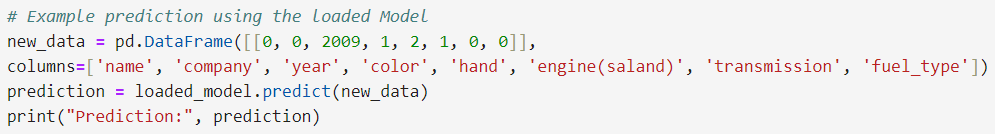 # Example prediction using the loaded Model
new_data = pd.DataFrame([[0, 0, 2009, 1, 2, 1, 0, 0]],
columns=['name', 'company', 'year', 'color', 'hand', 'engine(saland)', 'transmission', 'fuel_type'])
prediction = loaded_model.predict(new_data)
print("Prediction:", prediction)